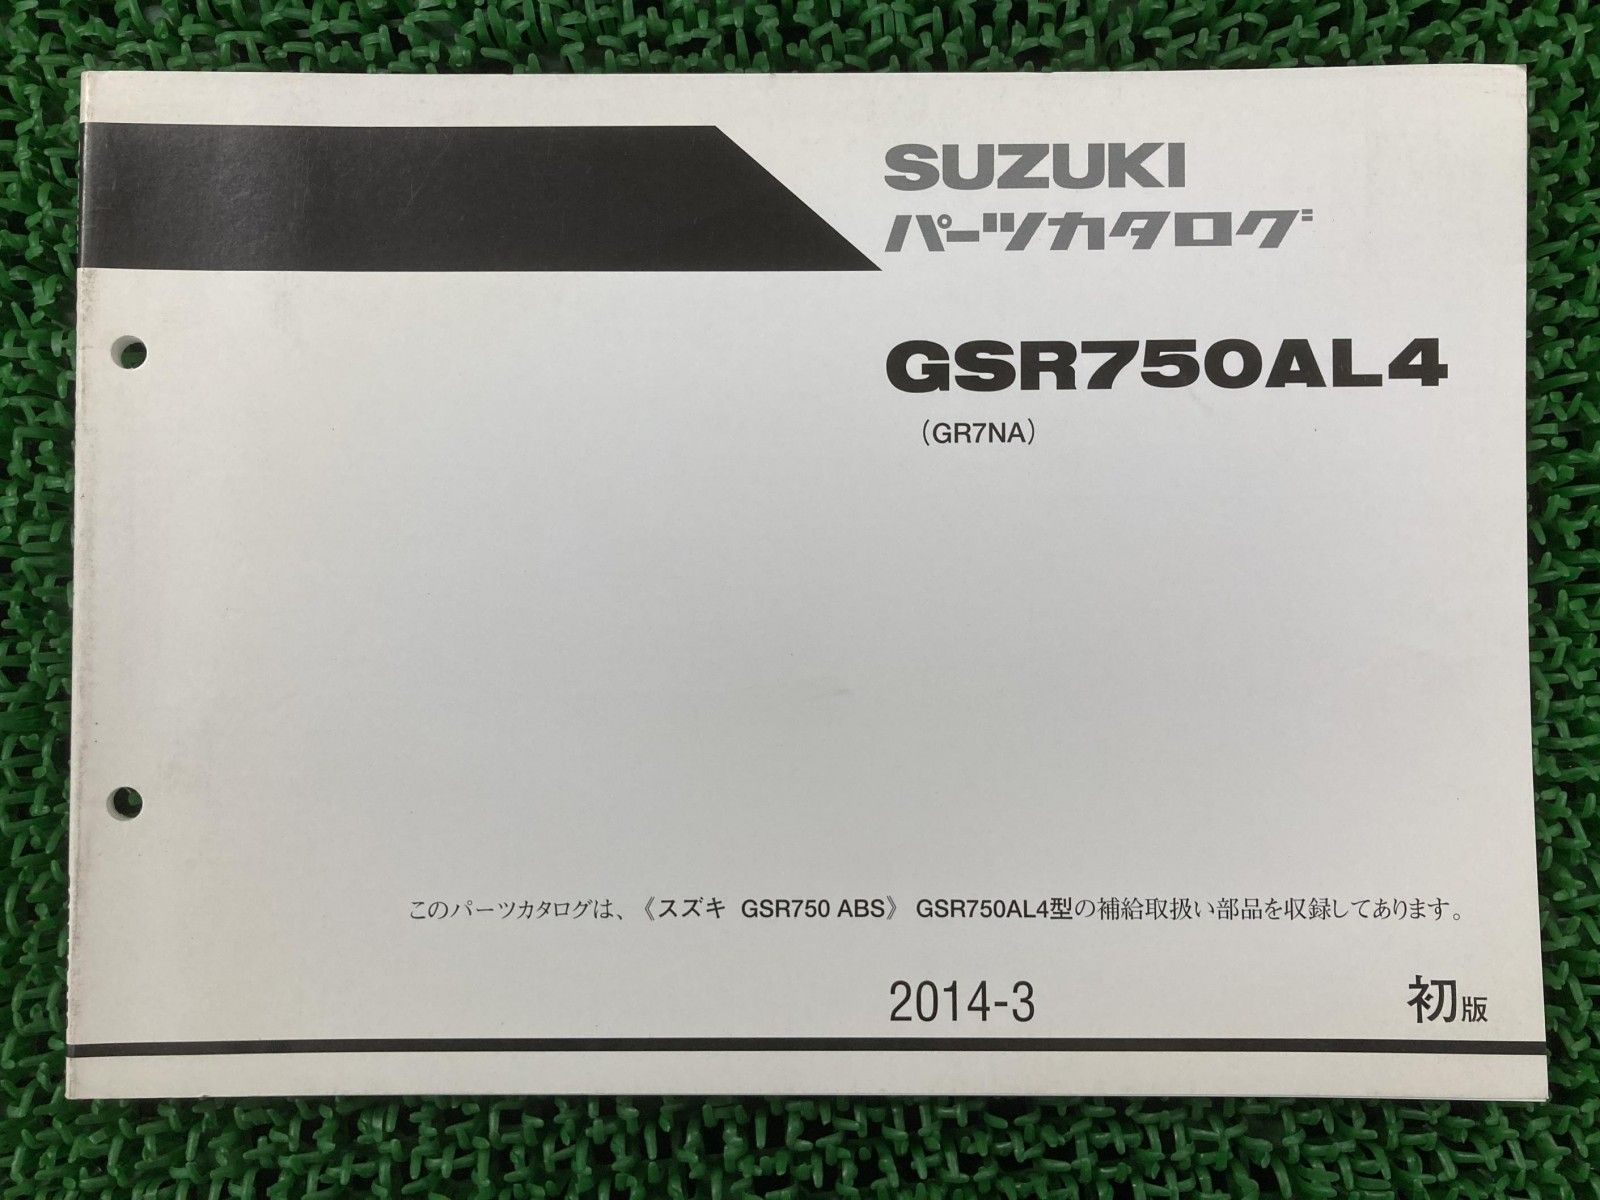 SUZUKI
パーツカタログ
GSR750AL4
（GR7NA）
このパーツカタログは、《スズキ GSR750 ABS》 GSR750AL4型の補給取扱い部品を収録してあります。
2014-3 初版